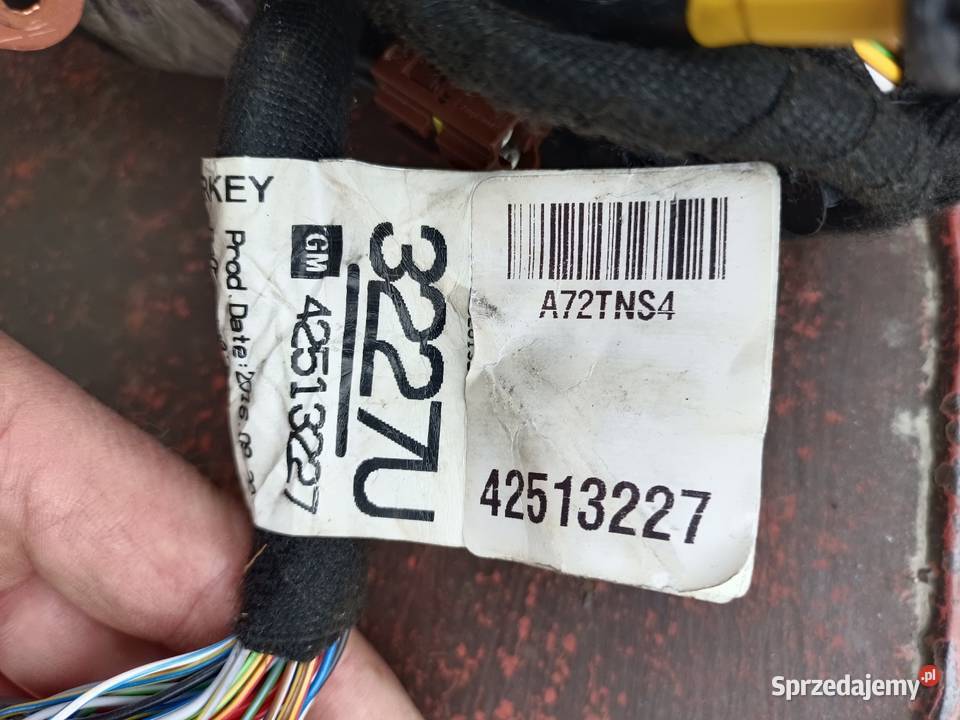 RKEY
GM 42513227
3227U
A72TNS4
42513227
Prod.Date:
Sprzedajemy.pl